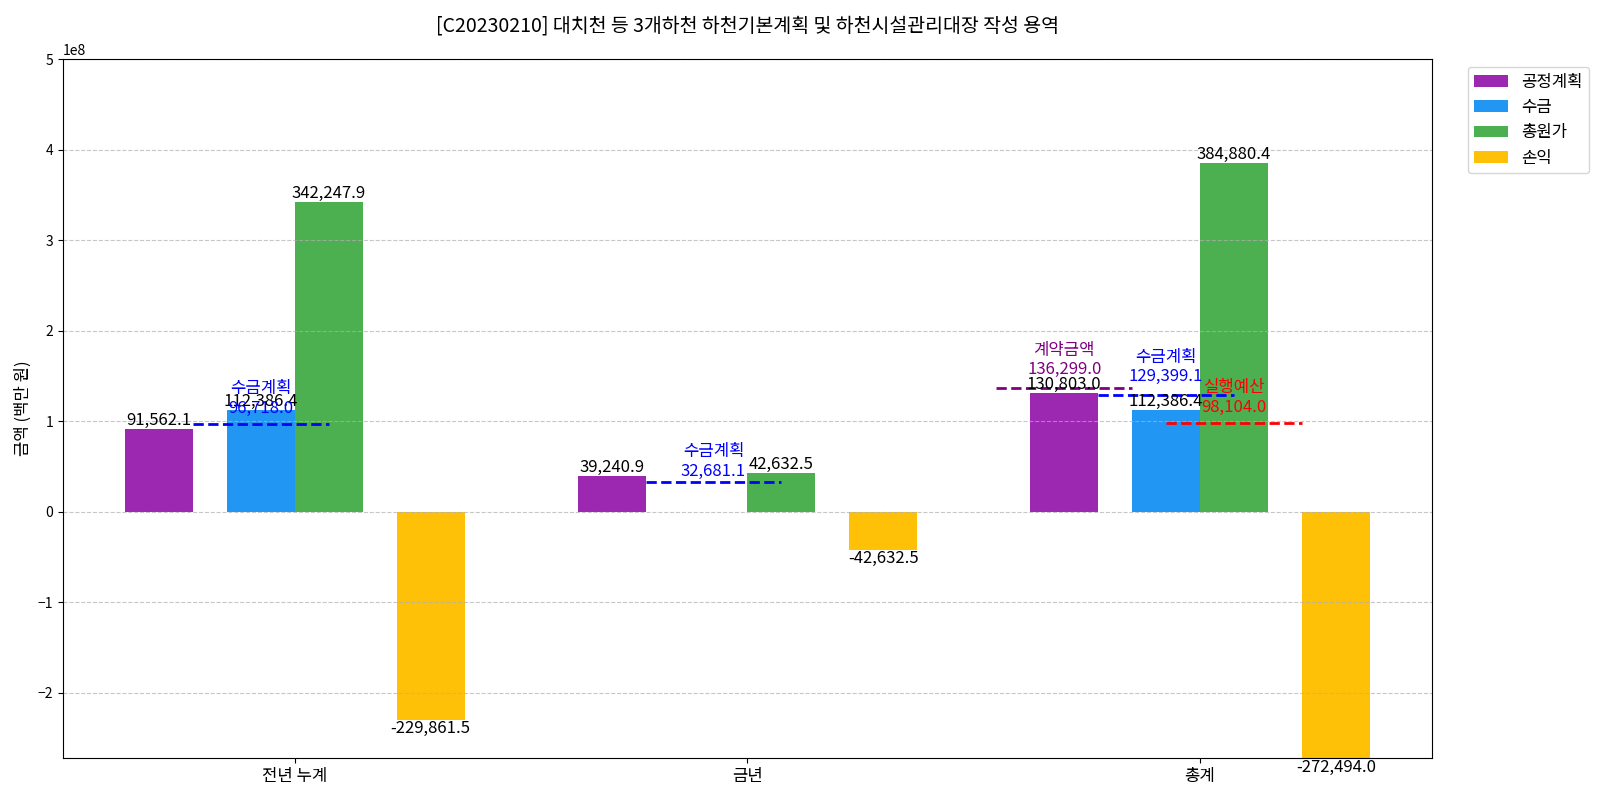 [C20230210] 대치천 등 3개하천 하천기본계획 및 하천시설관리대장 작성 용역
1e8
금액 (백만 원)
5
4
3
2
1
0
−1
−2
공정계획
수금
총원가
손익
342,247.9
수금계획
112,386.4
96,718.0
91,562.1
-229,861.5
수금계획
32,681.1
39,240.9
42,632.5
-42,632.5
384,880.4
계약금액
136,299.0
130,803.0
수금계획
129,399.1
112,386.4
실행예산
98,104.0
-272,494.0
전년 누계
금년
총계